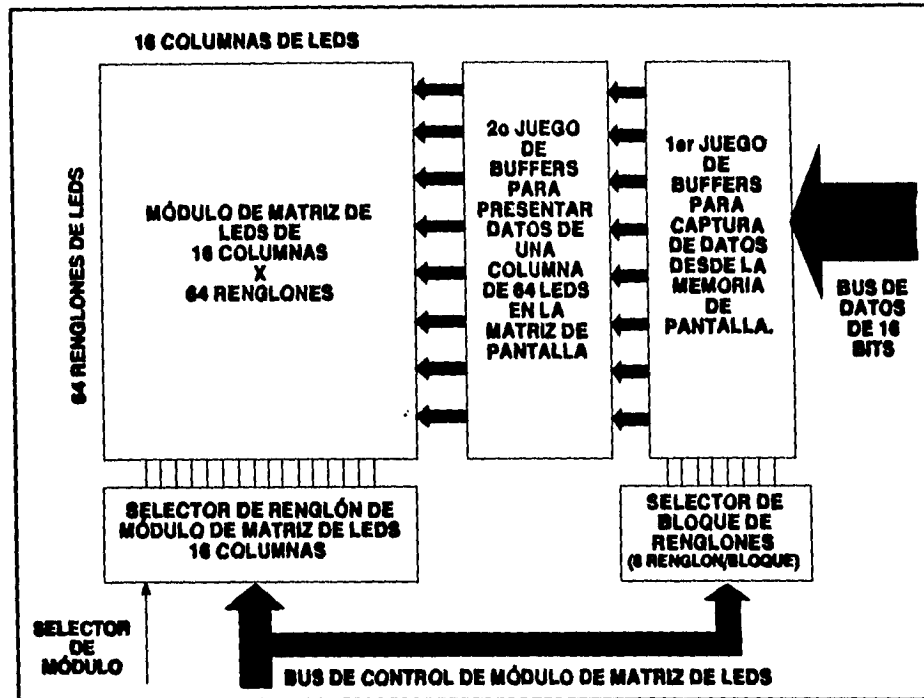 16 COLUMNAS DE LEDS
64 RENGLONES DE LEDS
MÓDULO DE MATRIZ DE
LEDS DE
16 COLUMNAS
X
64 RENGLONES
2o JUEGO
DE
BUFFERS
PARA
PRESENTAR
DATOS DE
UNA
COLUMNA
DE 64 LEDS
EN LA
MATRIZ DE
PANTALLA
1er JUEGO
DE
BUFFERS
PARA
CAPTURA
DE DATOS
DESDE LA
MEMORIA
DE
PANTALLA.
BUS DE
DATOS
DE 16
BITS
SELECTOR DE RENGLÓN DE
MÓDULO DE MATRIZ DE LEDS
16 COLUMNAS
SELECTOR DE
BLOQUE DE
RENGLONES
(8 RENGLON/BLOQUE)
SELECTOR
DE
MÓDULO
BUS DE CONTROL DE MÓDULO DE MATRIZ DE LEDS